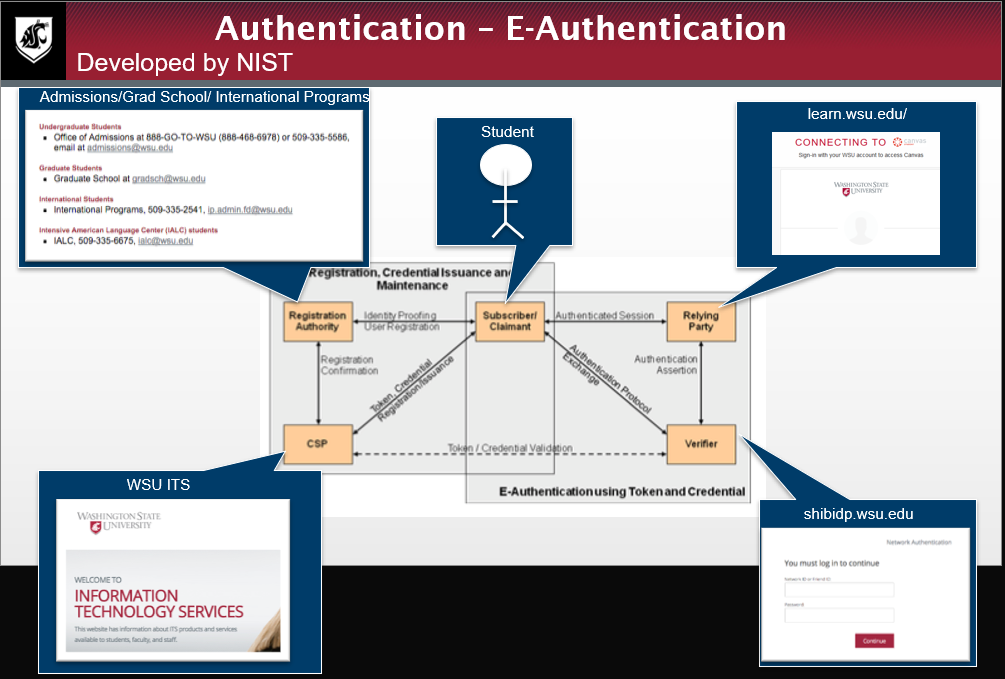 Authentication – E-Authentication
Developed by NIST
Admissions/Grad School/ International Programs
Undergraduate Students
Office of Admissions at 888-GO-TO-WSU (888-468-6978) or 509-335-5586,
email at admissions@wsu.edu
Graduate Students
Graduate School at gradsch@wsu.edu
International Students
International Programs, 509-335-2541, ip.admin.fd@wsu.edu
Intensive American Language Center (IALC) students
IALC, 509-335-6675, ialc@wsu.edu
Student
learn.wsu.edu/
CONNECTING TO canvas
Sign-in with your WSU account to access Canvas
WASHINGTON STATE
UNIVERSITY
Registration, Credential Issuance and
Maintenance
Registration
Authority
Identity Proofing
User Registration
Subscriber/
Claimant
Authenticated Session
Relying
Party
Registration
Confirmation
Token, Credential
Registration/Issuance
Authentication Protocol
Exchange
Authentication
Assertion
CSP
Token / Credential Validation
Verifier
E-Authentication using Token and Credential
WSU ITS
WASHINGTON STATE
UNIVERSITY
WELCOME TO
INFORMATION
TECHNOLOGY SERVICES
This website has information about ITS products and services
available to students, faculty, and staff.
shibidp.wsu.edu
Network Authentication
You must log in to continue
Network ID or Friend ID
Password
Continue